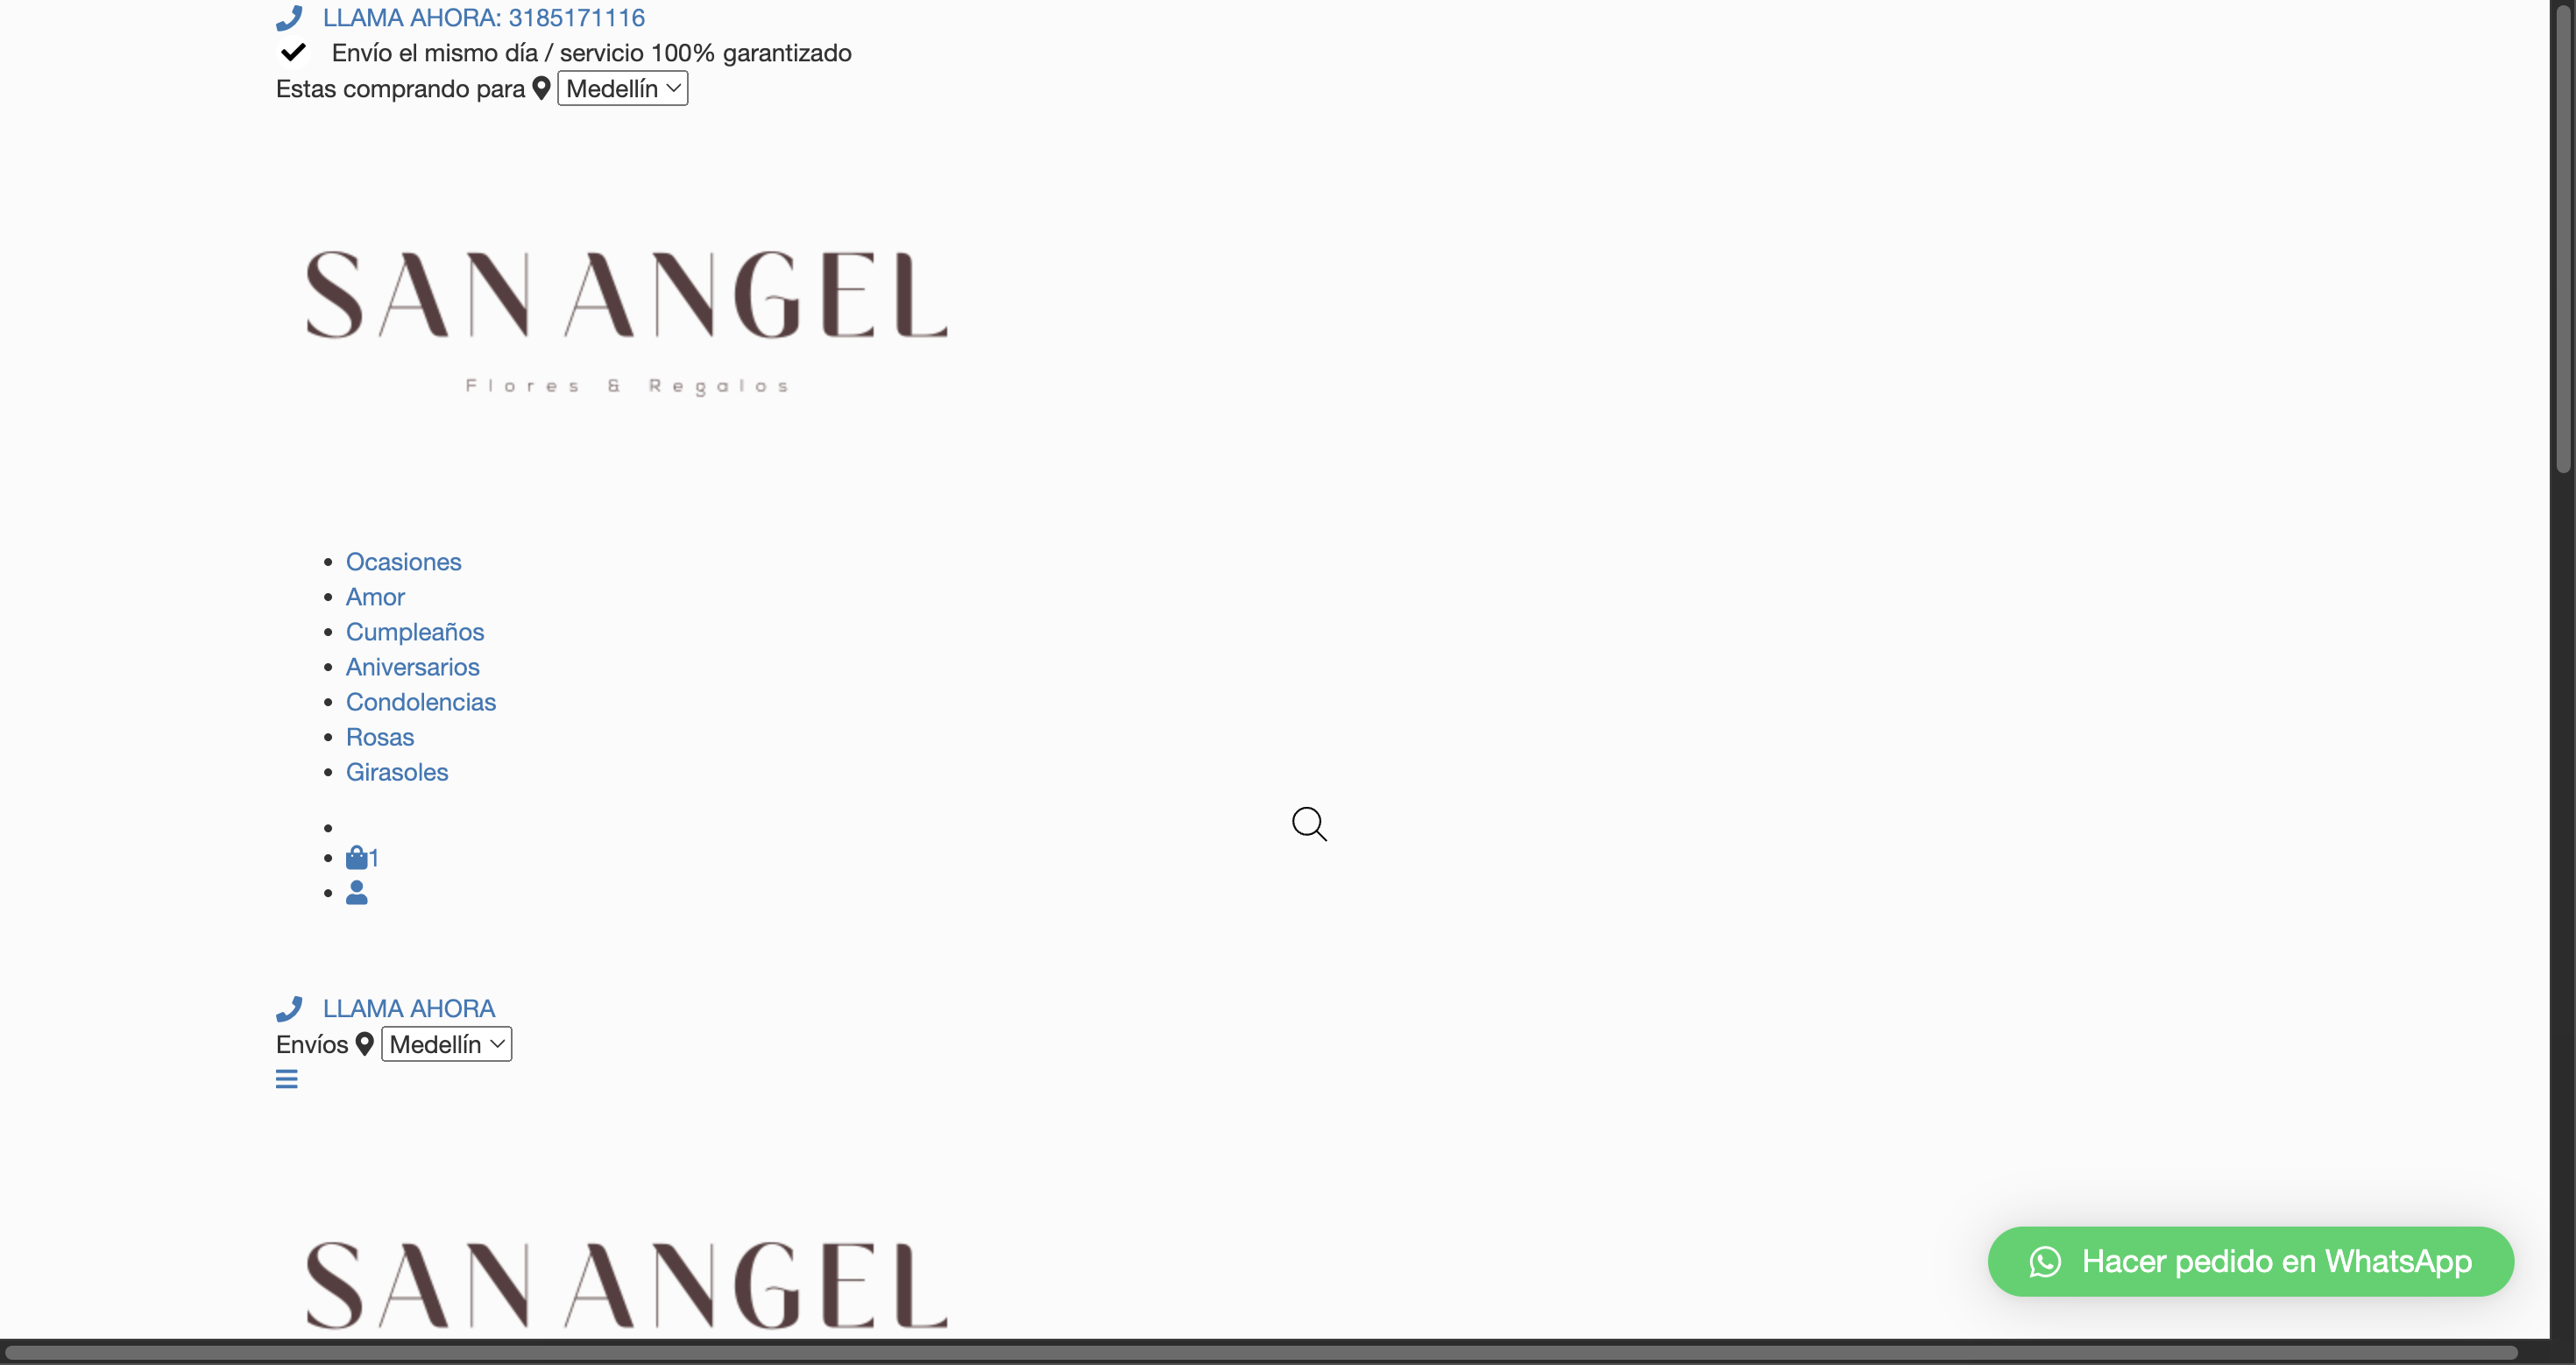 LLAMA AHORA: 3185171116
Envío el mismo día / servicio 100% garantizado
Estas comprando para Medellín
SAN ANGEL
Flores & Regalos
Ocasiones
Amor
Cumpleaños
Aniversarios
Condolencias
Rosas
Girasoles
1
LLAMA AHORA
Envíos Medellín
SAN ANGEL
Hacer pedido en WhatsApp